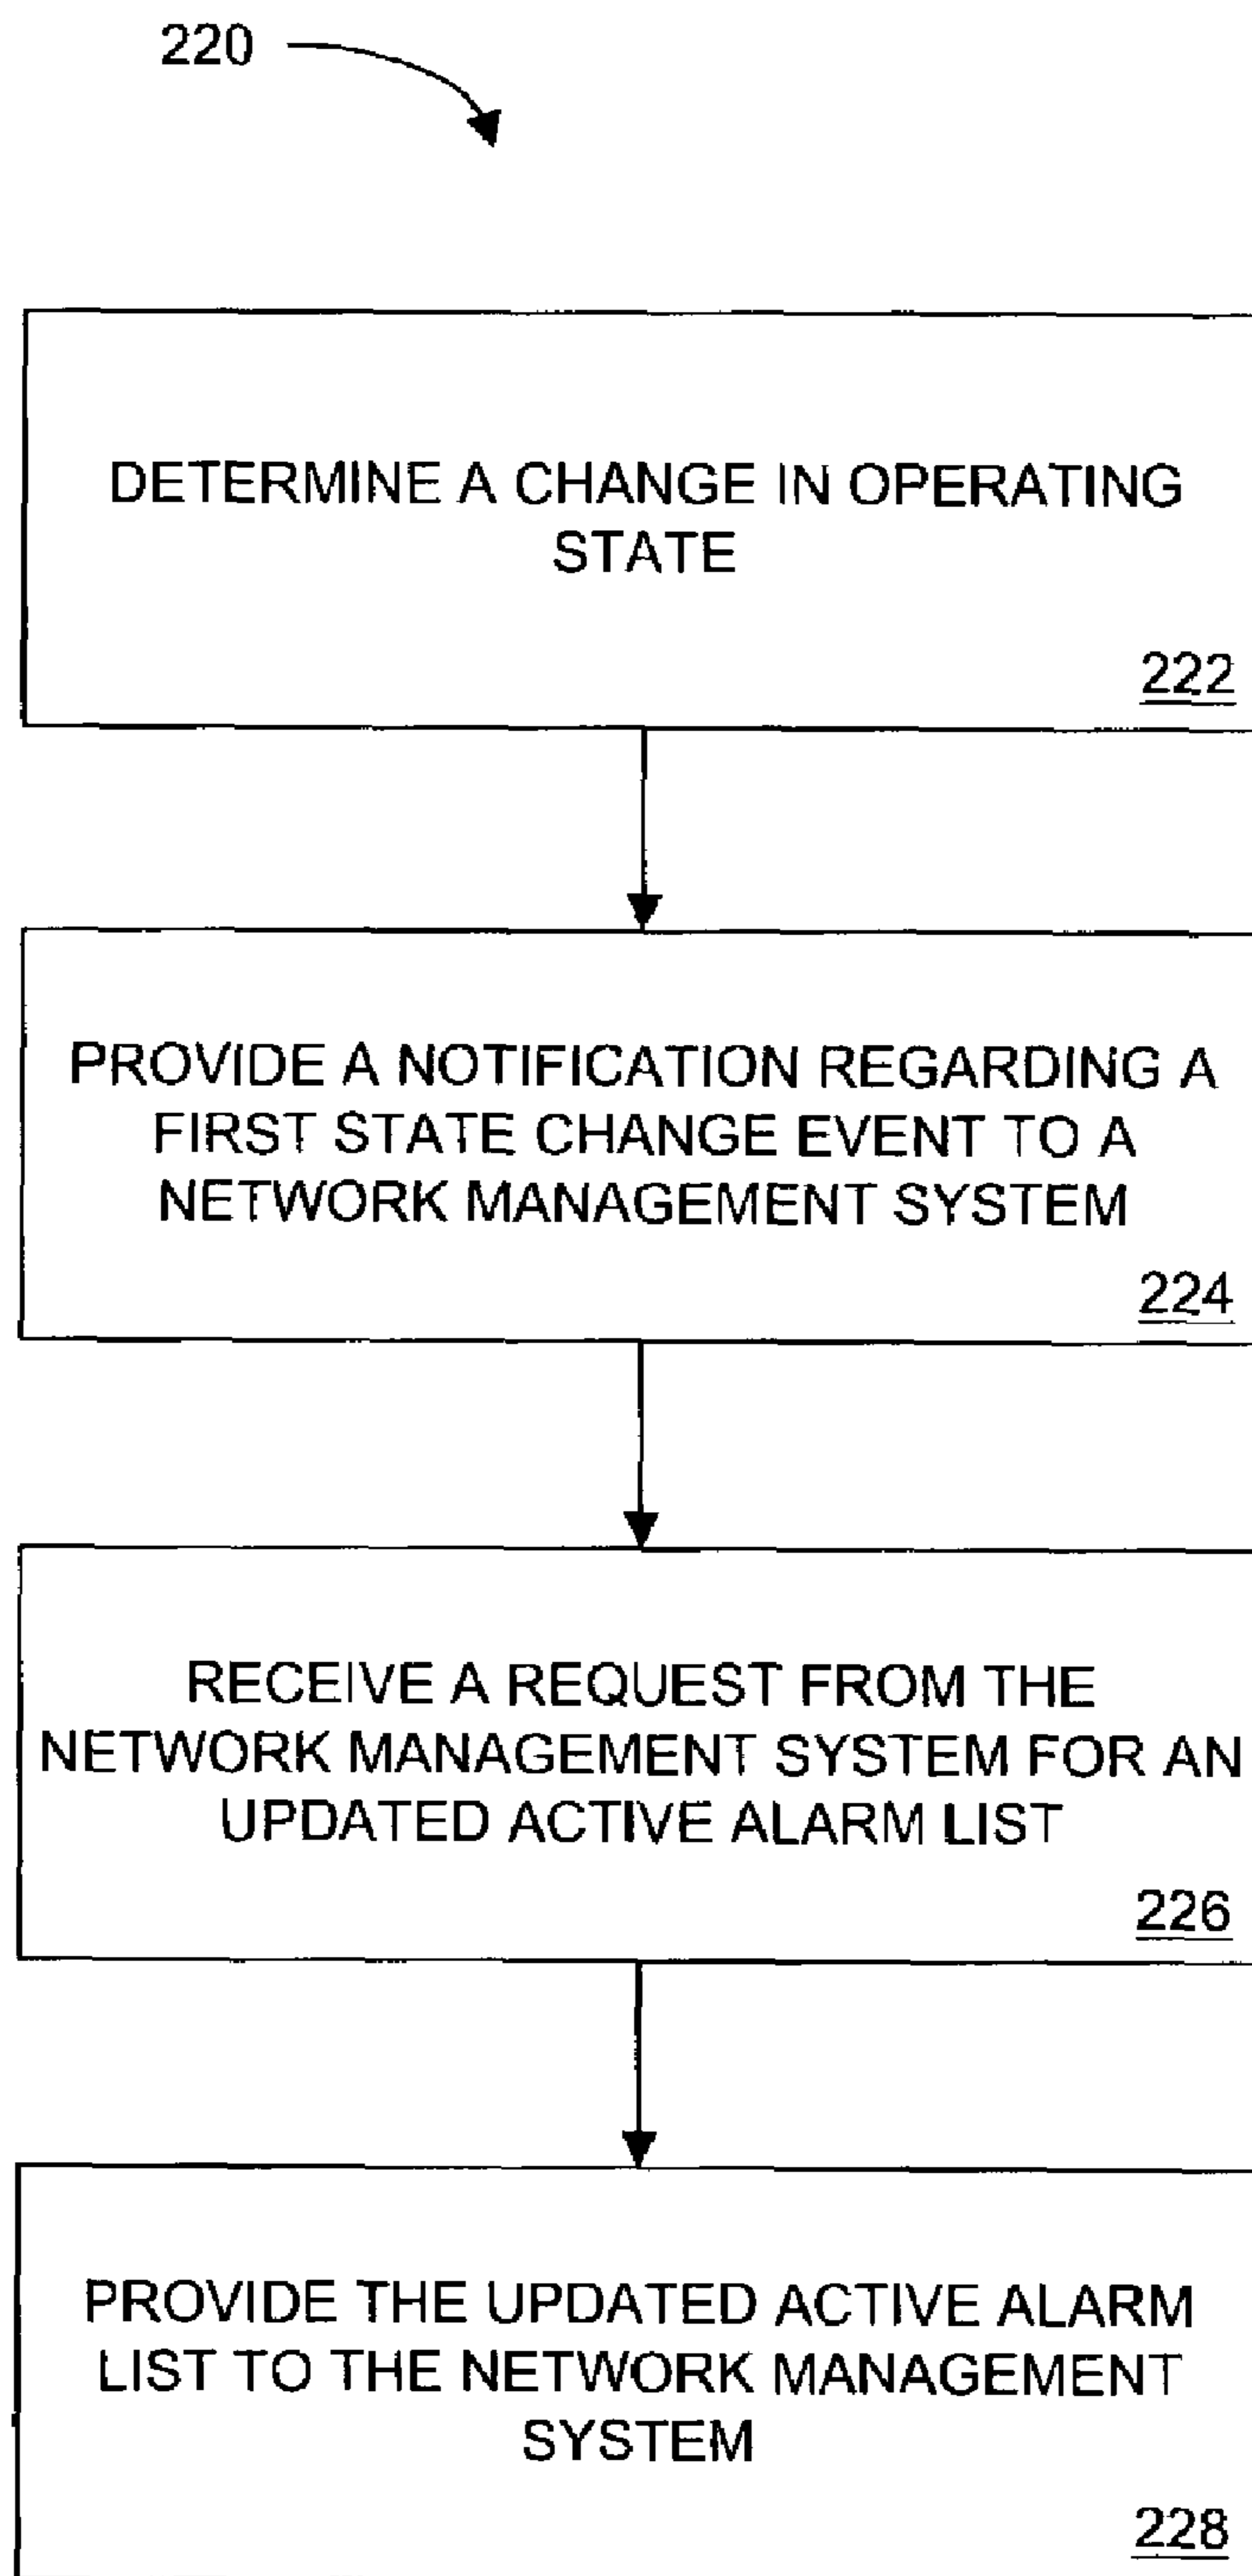 220
DETERMINE A CHANGE IN OPERATING
STATE
222
PROVIDE A NOTIFICATION REGARDING A
FIRST STATE CHANGE EVENT TO A
NETWORK MANAGEMENT SYSTEM
224
RECEIVE A REQUEST FROM THE
NETWORK MANAGEMENT SYSTEM FOR AN
UPDATED ACTIVE ALARM LIST
226
PROVIDE THE UPDATED ACTIVE ALARM
LIST TO THE NETWORK MANAGEMENT
SYSTEM
228